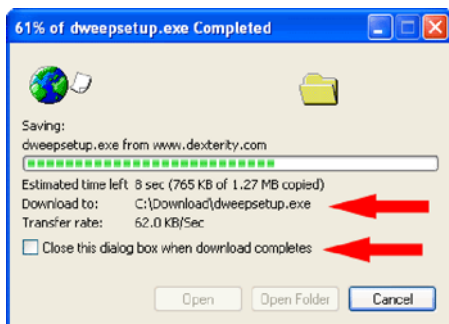 61% of dweepsetup.exe Completed
Saving:
dweepsetup.exe from www.dexterity.com
Estimated time left 8 sec (765 KB of 1.27 MB copied)
Download to: C:\Download\dweepsetup.exe
Transfer rate: 62.0 KB/Sec
Close this dialog box when download completes
Open Open Folder Cancel